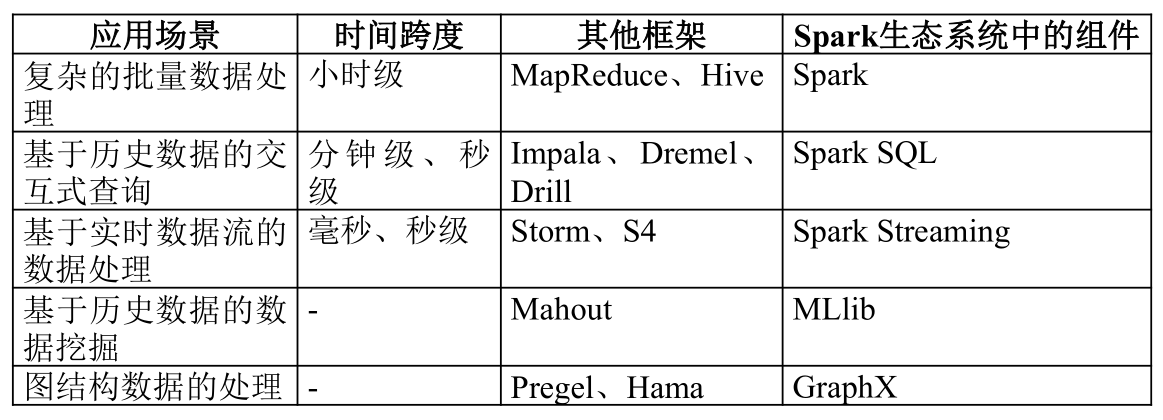 应用场景 时间跨度 其他框架 Spark生态系统中的组件
复杂的批量数据处 小时级 MapReduce、Hive Spark
理
基于历史数据的交 分钟级、秒 Impala、Dremel、 Spark SQL
互式查询 级 Drill
基于实时数据流的 毫秒、秒级 Storm、S4 Spark Streaming
数据处理
基于历史数据的数 - Mahout MLlib
据挖掘
图结构数据的处理 - Pregel、Hama GraphX